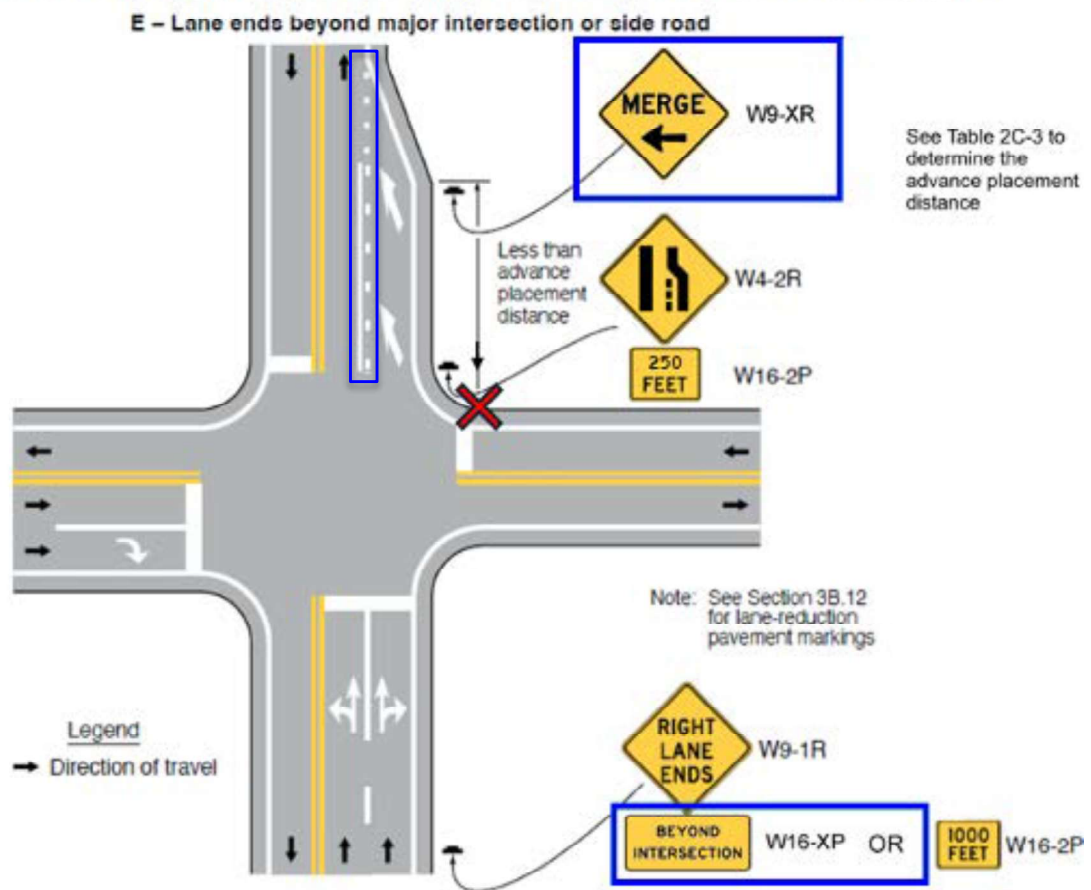 E – Lane ends beyond major intersection or side road
MERGE
W9-XR
See Table 2C-3 to
determine the
advance placement
distance
Less than
advance
placement
distance
W4-2R
250
FEET
W16-2P
Note: See Section 3B.12
for lane-reduction
pavement markings
Legend
Direction of travel
RIGHT
LANE
ENDS
W9-1R
BEYOND
INTERSECTION
W16-XP OR
1000
FEET
W16-2P